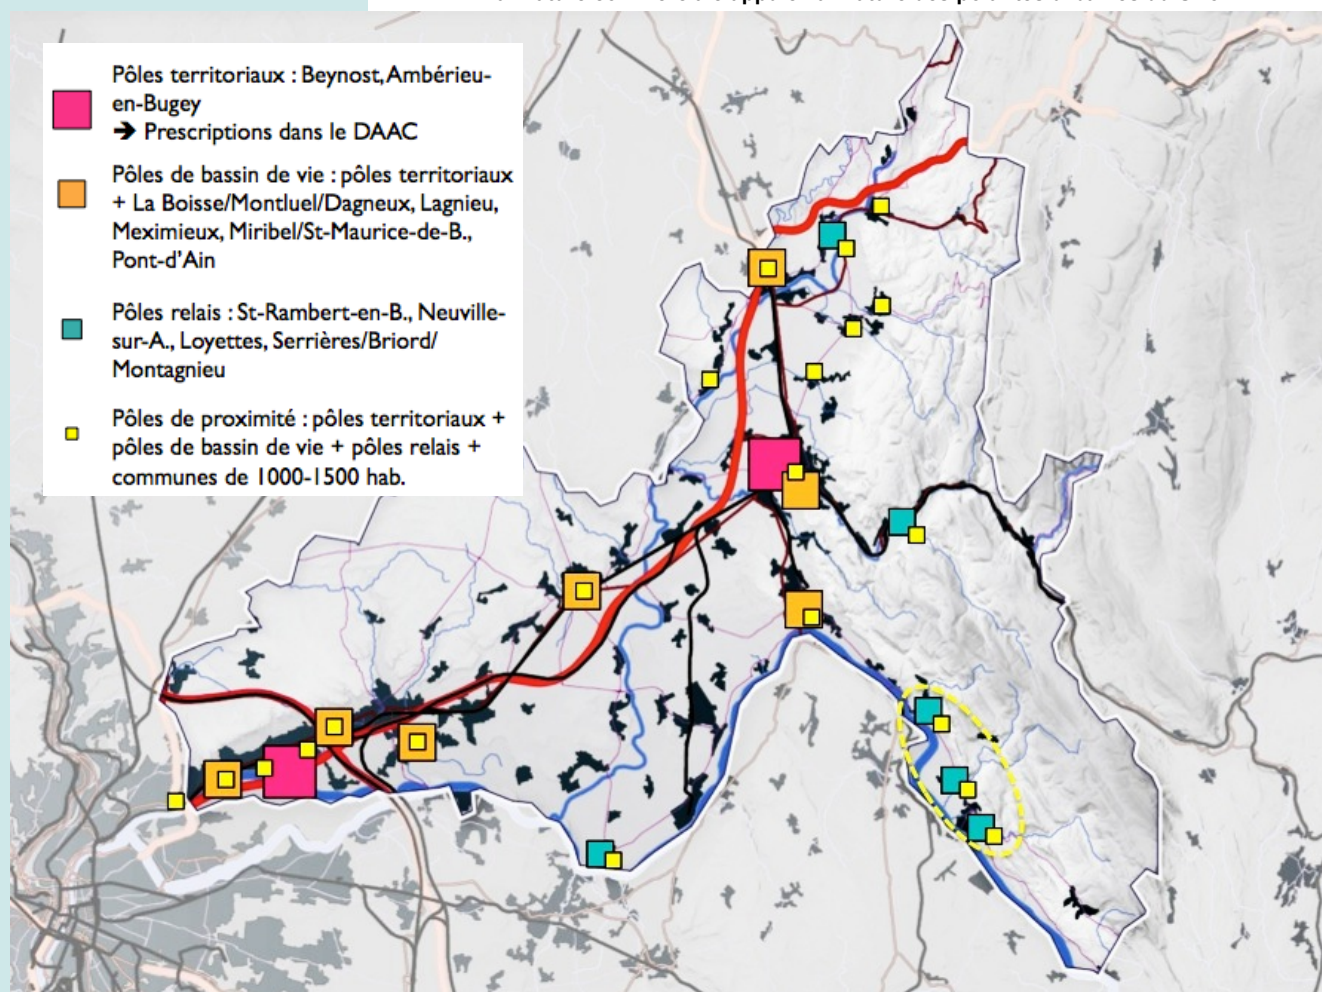 Pôles territoriaux : Beynost, Ambérieu-
en-Bugey
➔ Prescriptions dans le DAAC
Pôles de bassin de vie : pôles territoriaux
+ La Boisse/Montluel/Dagneux, Lagnieu,
Meximieux, Miribel/St-Maurice-de-B.,
Pont-d'Ain
Pôles relais : St-Rambert-en-B., Neuville-
sur-A., Loyettes, Serrières/Briord/
Montagnieu
Pôles de proximité : pôles territoriaux +
pôles de bassin de vie + pôles relais +
communes de 1000-1500 hab.